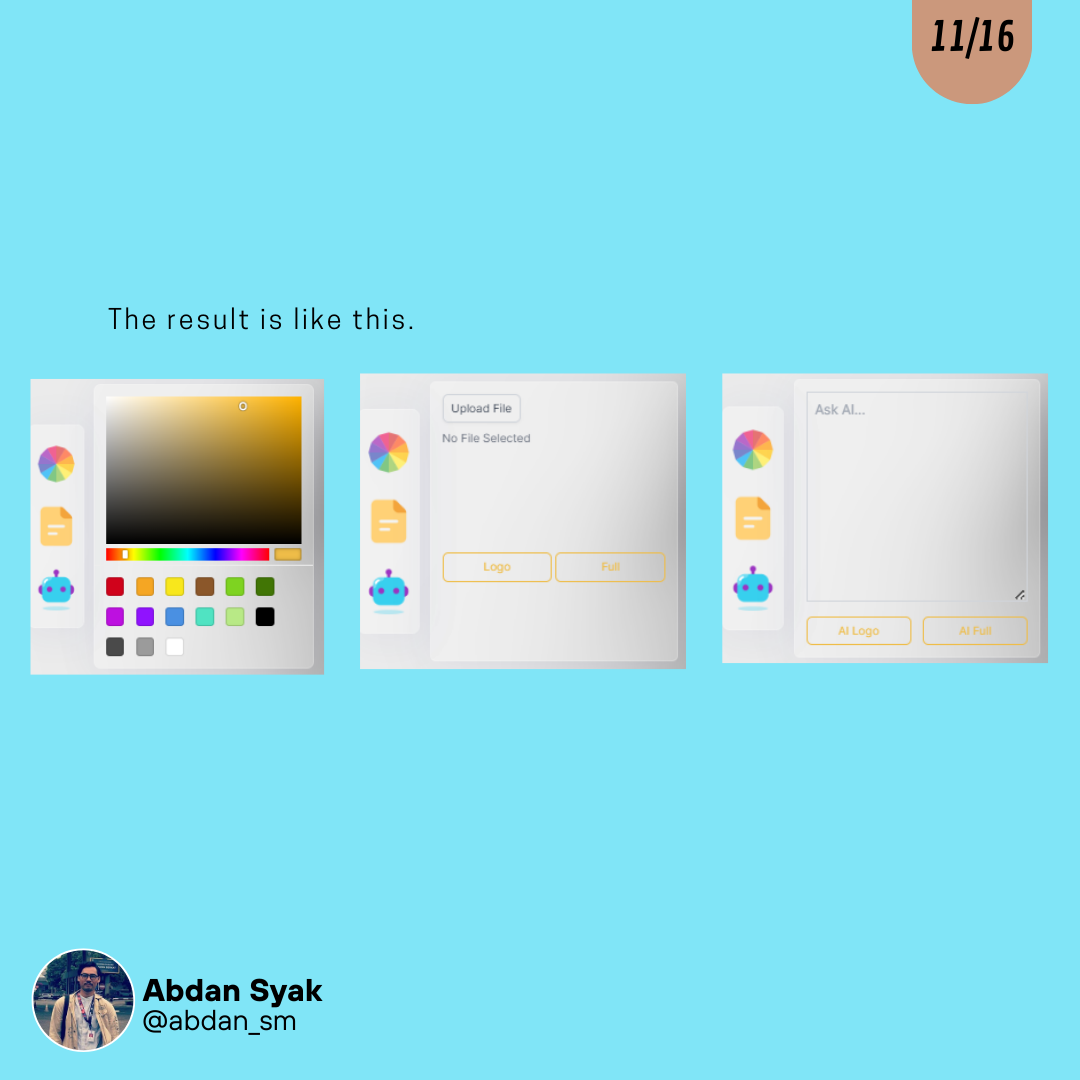 11/16
The result is like this.
Upload File
No File Selected
Logo
Full
Ask AI...
AI Logo
AI Full
Abdan Syak
@abdan_sm